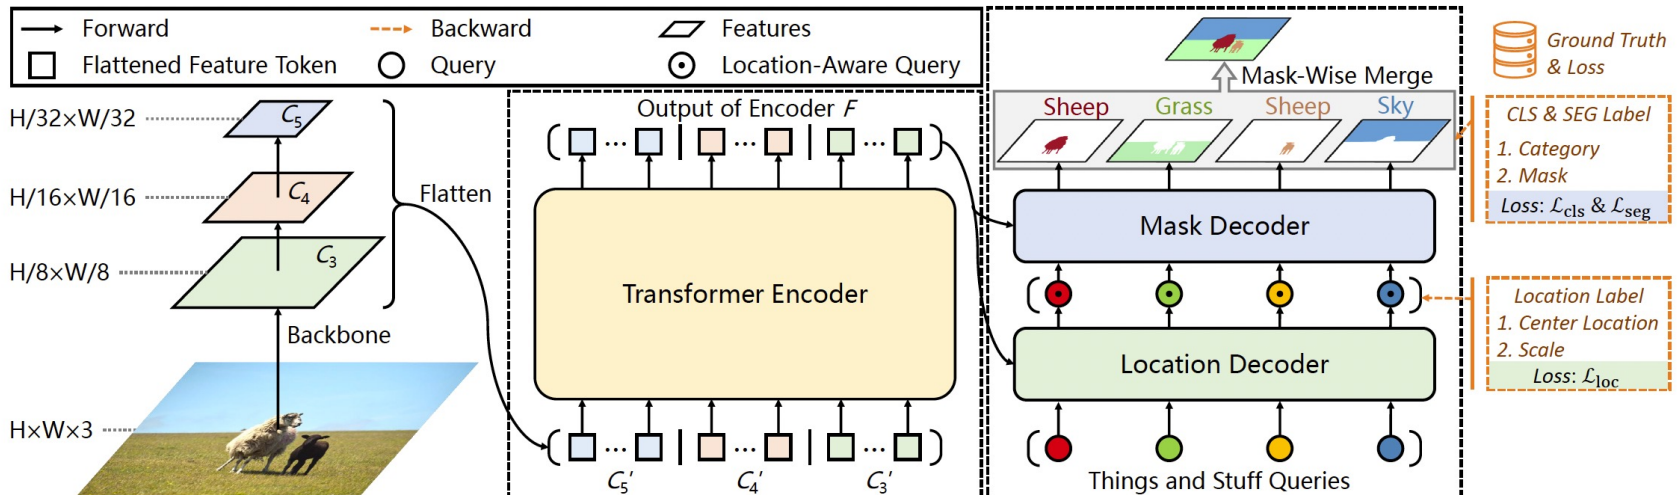 Forward
Backward
Features
Flattened Feature Token
Query
Location-Aware Query
H/32×W/32
C₅
H/16×W/16
C₄
H/8×W/8
C₃
Flatten
Backbone
H×W×3
Output of Encoder F
... ... ...
Transformer Encoder
... ... ...
C₅′ C₄′ C₃′
Mask-Wise Merge
Sheep Grass Sheep Sky
Mask Decoder
Location Decoder
Things and Stuff Queries
Ground Truth
& Loss
CLS & SEG Label
1. Category
2. Mask
Loss: ℒcls & ℒseg
Location Label
1. Center Location
2. Scale
Loss: ℒloc